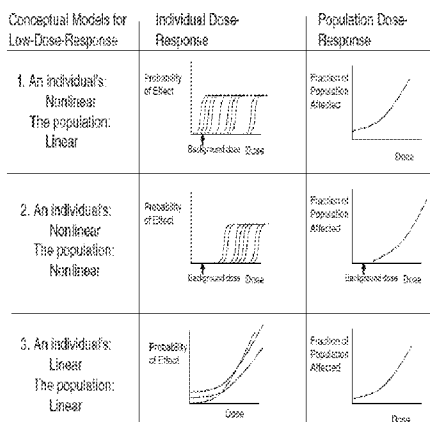 Conceptual Models for
Low-Dose-Response
Individual Dose-
Response
Population Dose-
Response
1. An individual's:
Nonlinear
The population:
Linear
Probability
of Effect
Background dose Dose
Fraction of
Population
Affected
Dose
2. An individual's:
Nonlinear
The population:
Nonlinear
Probability
of Effect
Background dose Dose
Fraction of
Population
Affected
Background dose Dose
3. An individual's:
Linear
The population:
Linear
Probability
of Effect
Dose
Fraction of
Population
Affected
Dose